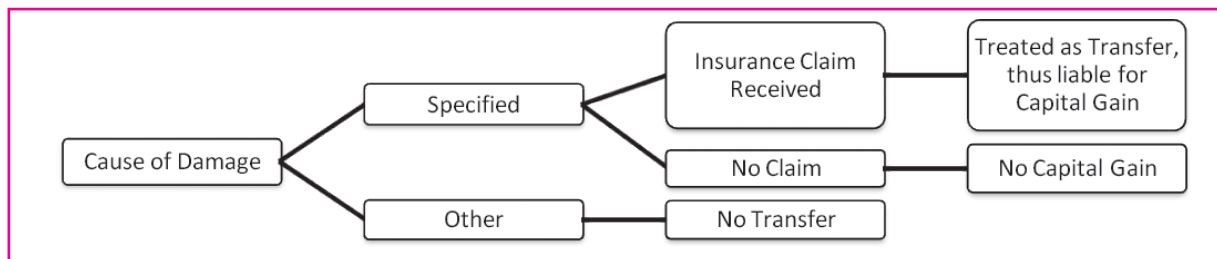 Cause of Damage
Specified
Insurance Claim
Received
Treated as Transfer,
thus liable for
Capital Gain
No Claim
No Capital Gain
Other
No Transfer